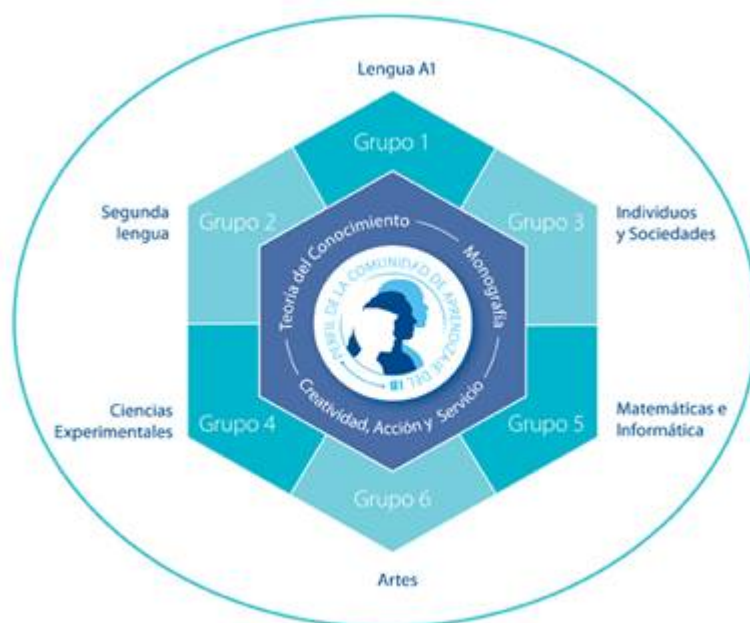 Lengua A1
Grupo 1
Segunda
lengua
Grupo 2
Grupo 3
Individuos
y Sociedades
Teoría del Conocimiento
Monografía
PERFIL DE LA COMUNIDAD DE APRENDIZAJE DEL IB
Creatividad, Acción y Servicio
Ciencias
Experimentales
Grupo 4
Grupo 5
Matemáticas e
Informática
Grupo 6
Artes